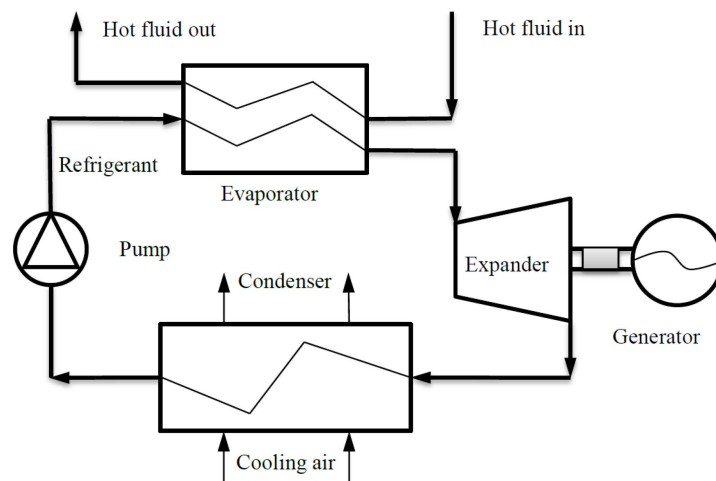 Hot fluid out
Hot fluid in
Refrigerant
Evaporator
Pump
Expander
Condenser
Generator
Cooling air